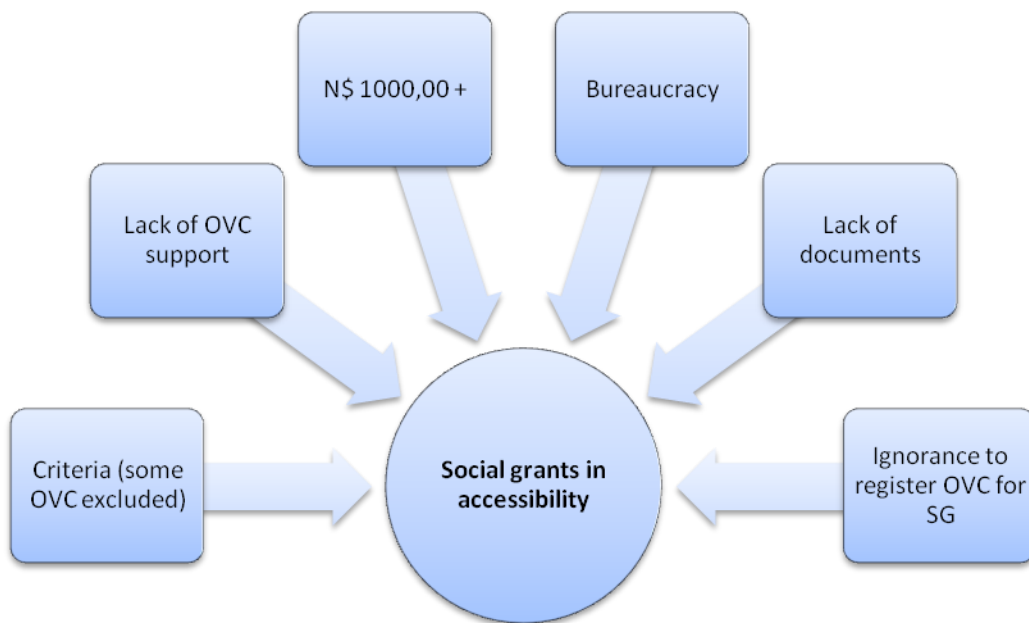 N$ 1000,00 +
Bureaucracy
Lack of OVC
support
Lack of
documents
Criteria (some
OVC excluded)
Social grants in
accessibility
Ignorance to
register OVC for
SG